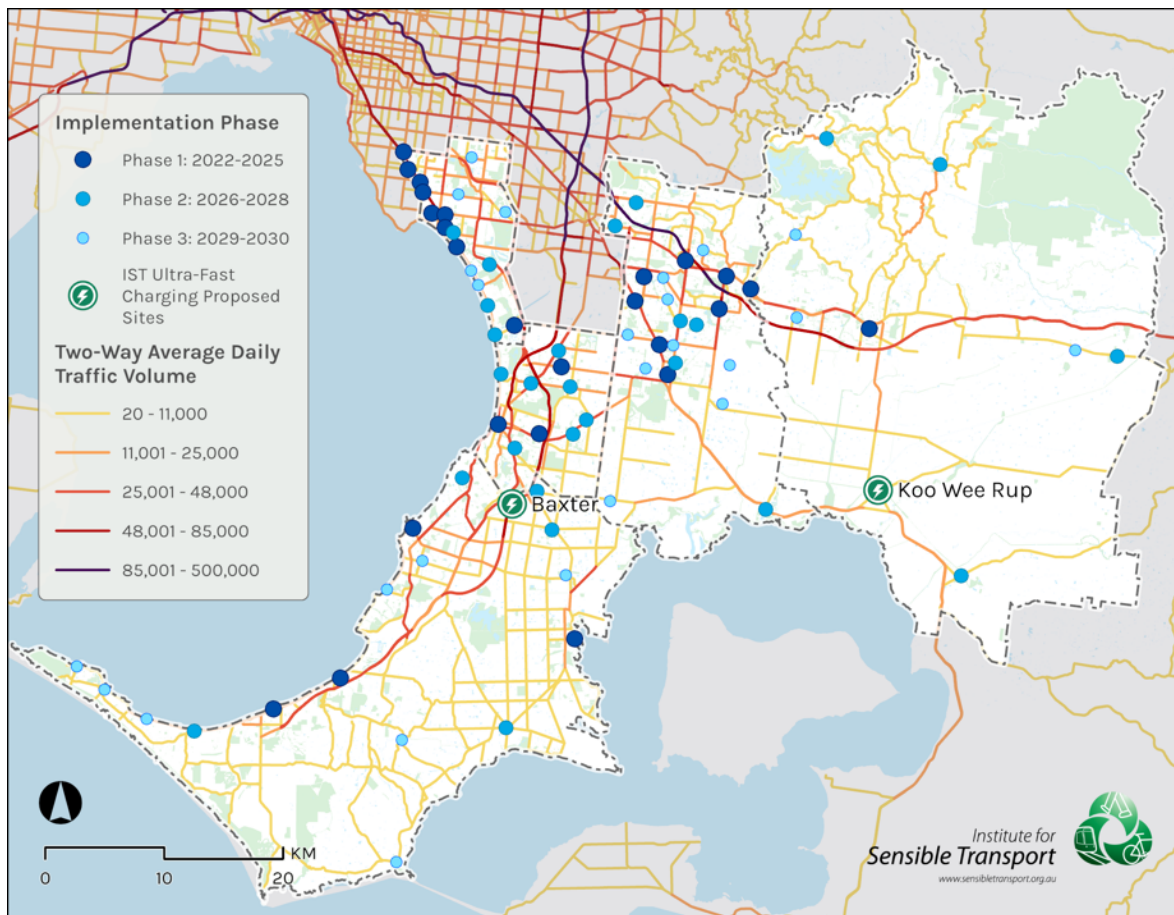 Implementation Phase
Phase 1: 2022-2025
Phase 2: 2026-2028
Phase 3: 2029-2030
IST Ultra-Fast
Charging Proposed
Sites
Two-Way Average Daily
Traffic Volume
20 - 11,000
11,001 - 25,000
25,001 - 48,000
48,001 - 85,000
85,001 - 500,000
Baxter
Koo Wee Rup
KM
0 10 20
Institute for
Sensible Transport
www.sensibletransport.org.au